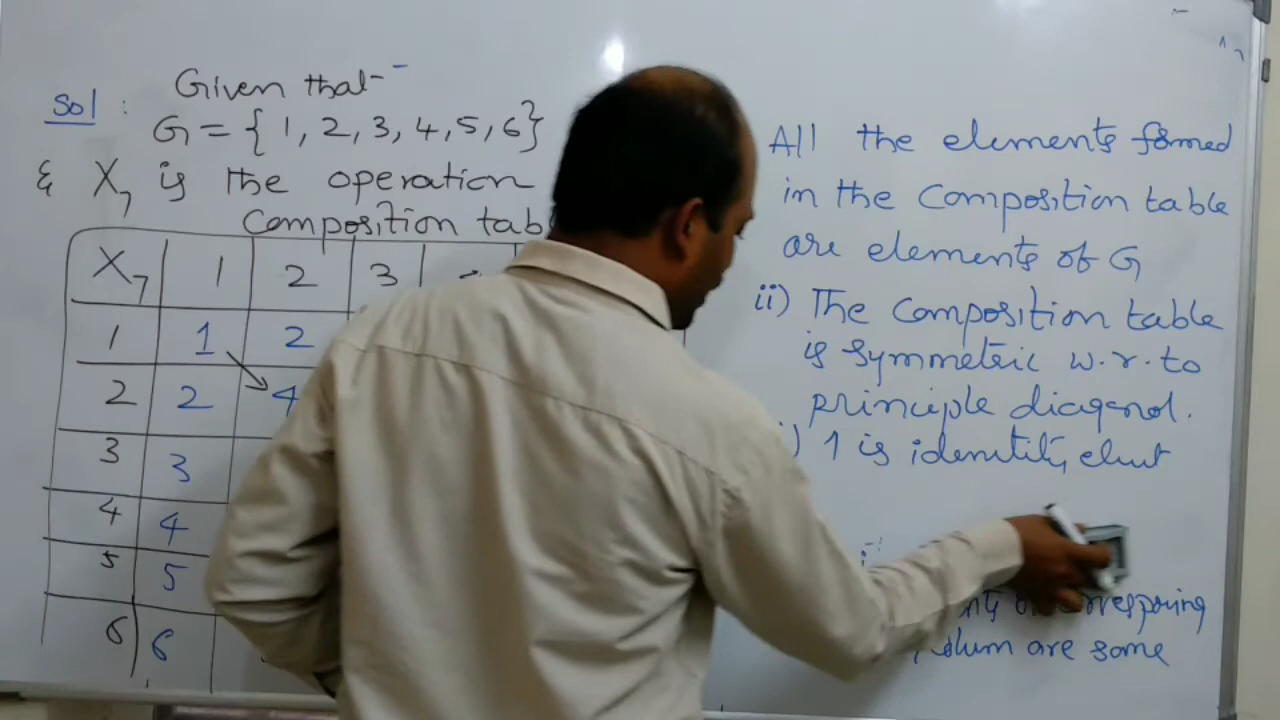 Sol : Given that
G = { 1, 2, 3, 4, 5, 6}
& X7 is the operation
Composition tab
X7 1 2 3
1 1 2
2 2 4
3 3
4 4
5 5
6 6
All the elements formed
in the Composition table
are elements of G
ii) The Composition table
is symmetric w.r.to
principle diagonal.
i) 1 is identity
corresponing
are same